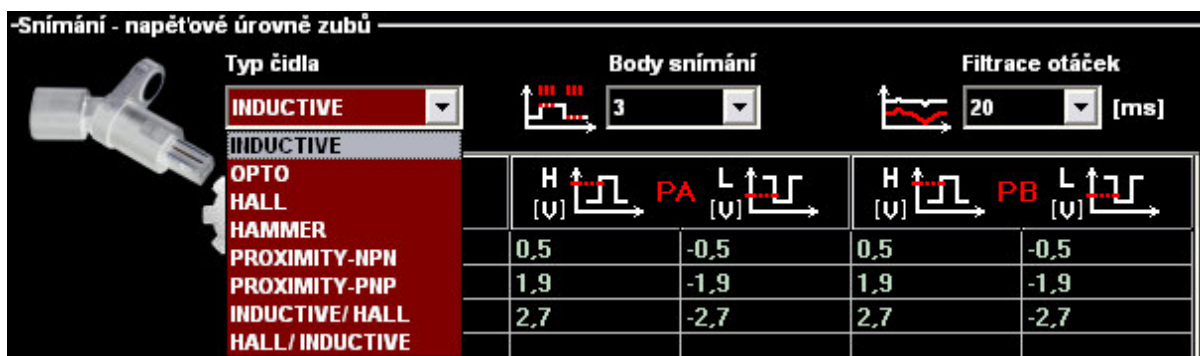 Snímání - napěťové úrovně zubů
Typ čidla Body snímání Filtrace otáček
INDUCTIVE 3 20 [ms]
INDUCTIVE
OPTO
HALL
HAMMER
PROXIMITY-NPN
PROXIMITY-PNP
INDUCTIVE/HALL
HALL/INDUCTIVE
H [V] PA L [V] H [V] PB L [V]
0,5 -0,5 0,5 -0,5
1,9 -1,9 1,9 -1,9
2,7 -2,7 2,7 -2,7